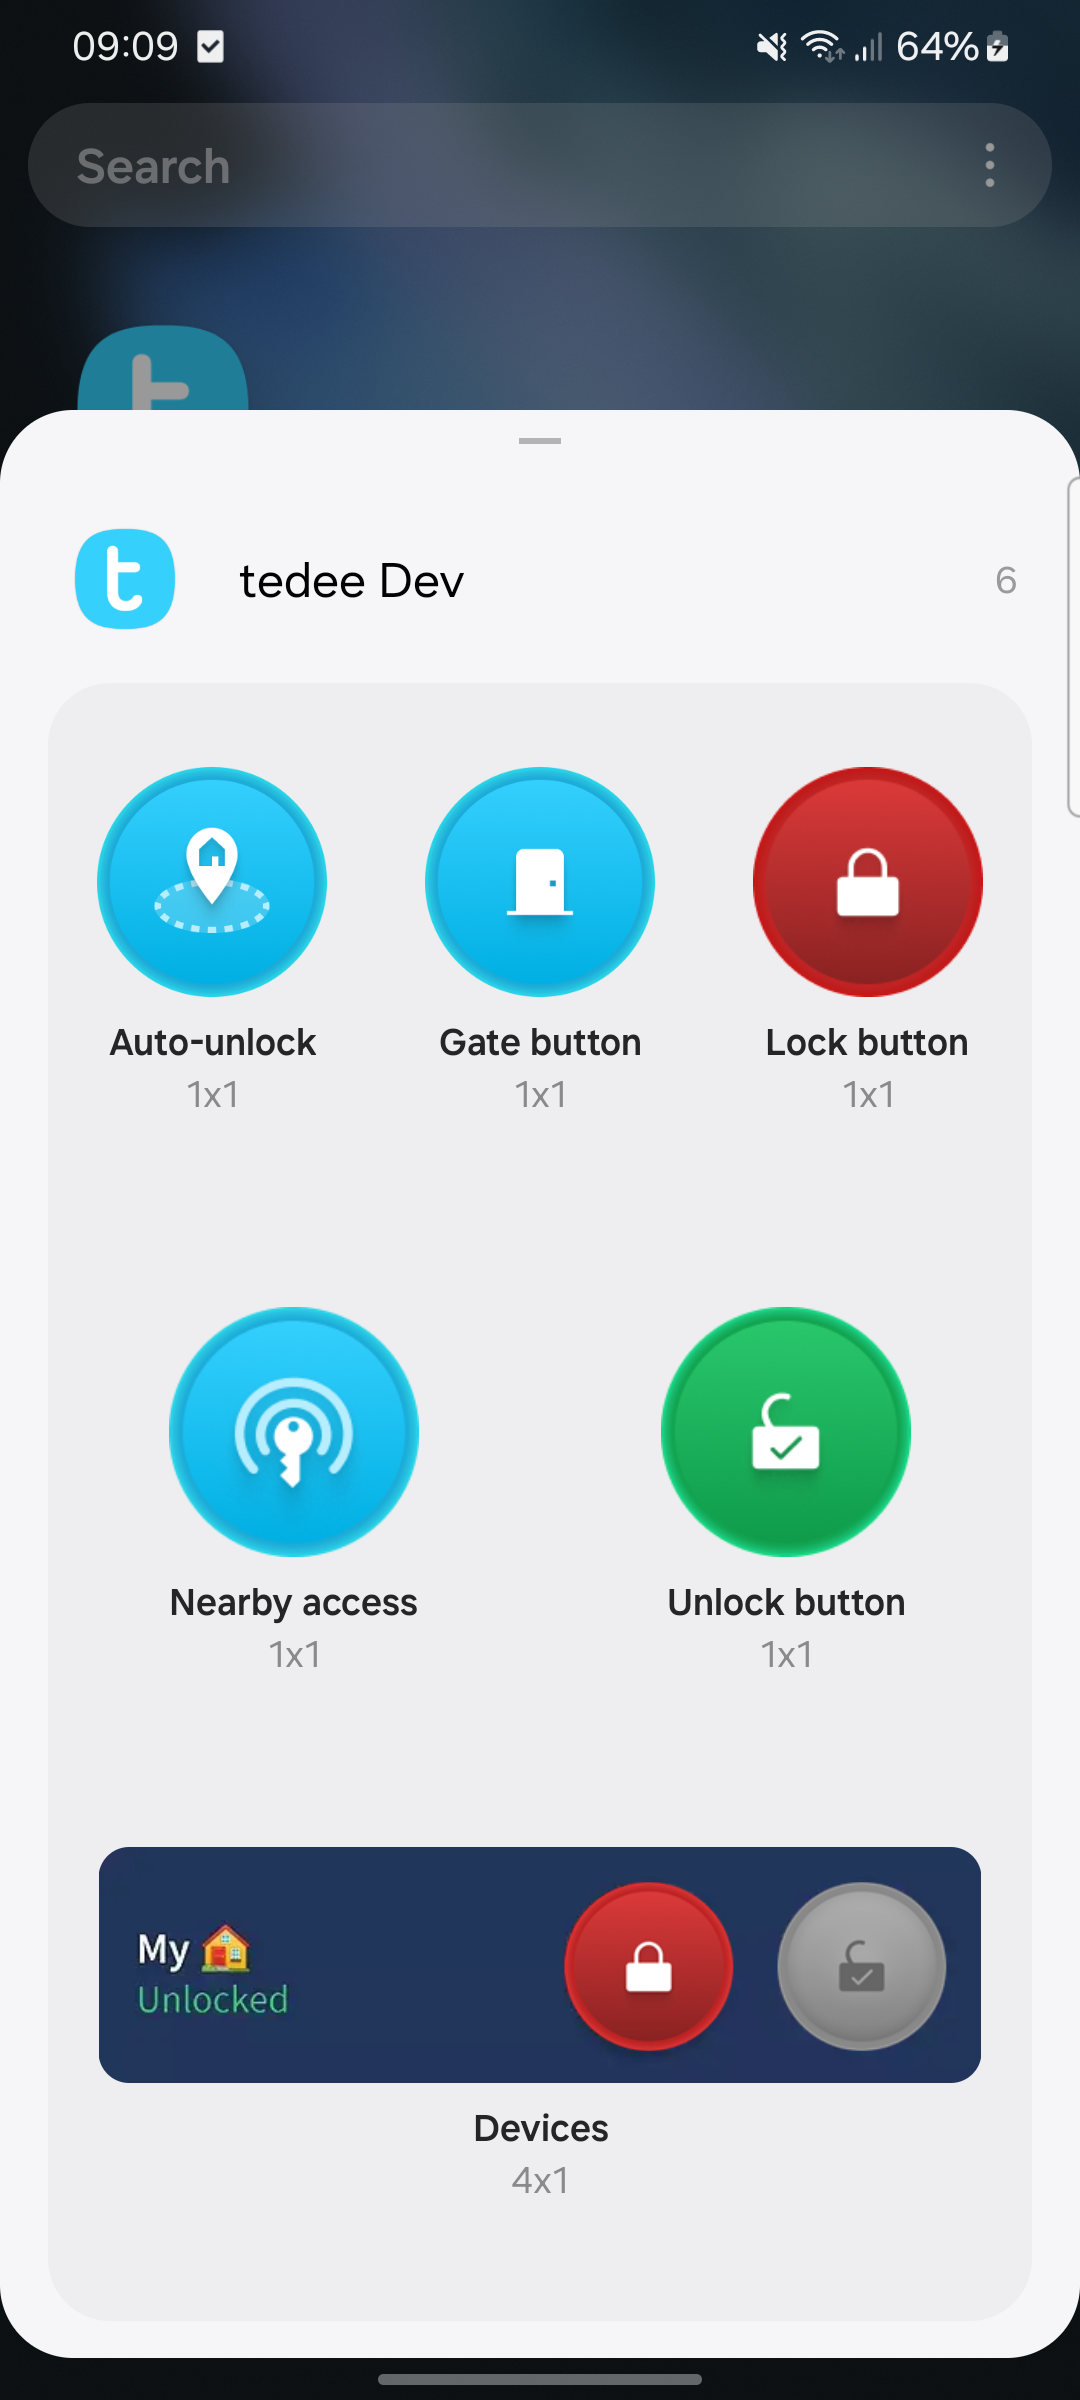 09:09 64%
Search
tedee Dev 6
Auto-unlock Gate button Lock button
1x1 1x1 1x1
Nearby access Unlock button
1x1 1x1
My 🏠
Unlocked
Devices
4x1